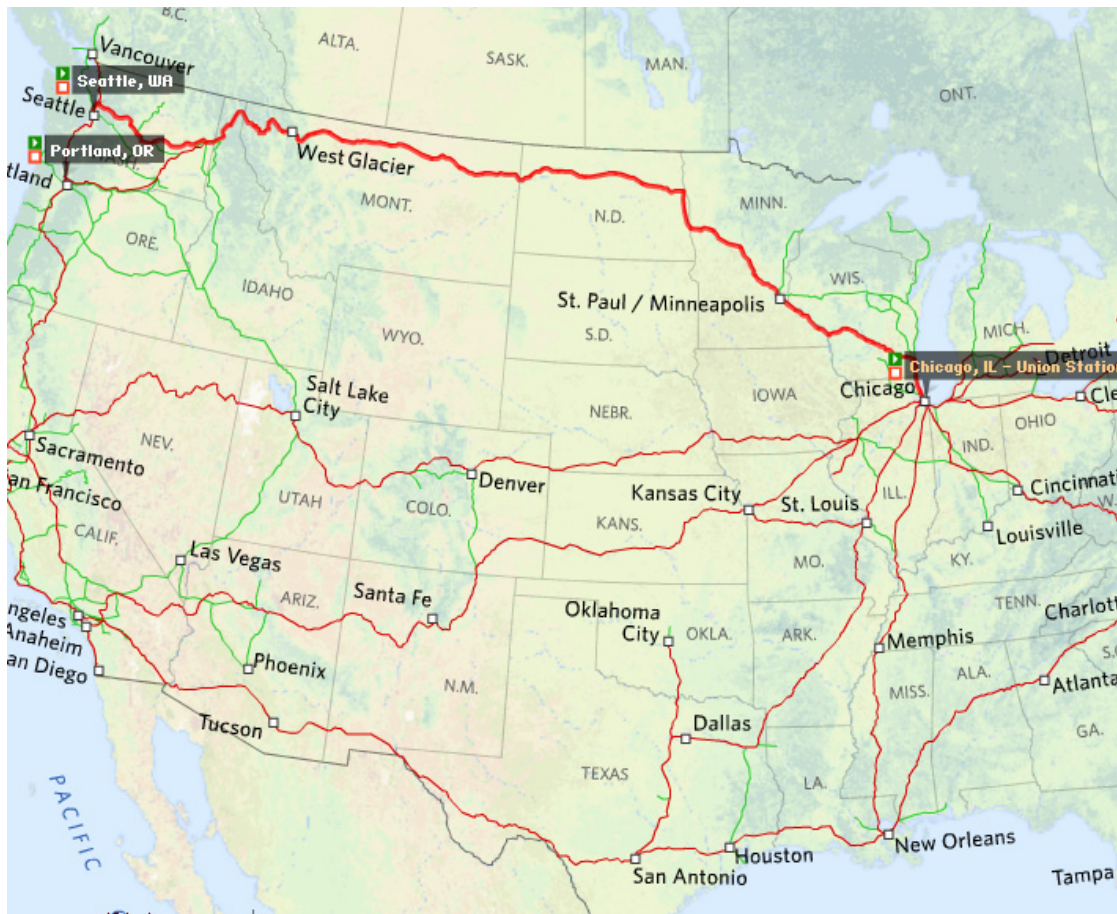 B.C.
ALTA.
SASK.
MAN.
ONT.
Vancouver
Seattle, WA
Seattle
Portland, OR
WASH.
tland
West Glacier
MONT.
N.D.
MINN.
ORE.
IDAHO
WIS.
St. Paul / Minneapolis
WYO.
S.D.
MICH.
Detroit
Chicago, IL - Union Station
Chicago
Cle
Salt Lake
City
IOWA
NEBR.
OHIO
IND.
NEV.
Sacramento
an Francisco
UTAH
COLO.
Denver
Kansas City
St. Louis
ILL.
Cincinnati
W.
KANS.
Louisville
CALIF.
Las Vegas
MO.
KY.
ARIZ.
Santa Fe
Oklahoma
City
OKLA.
ARK.
TENN.
Charlott
ngeles
Anaheim
an Diego
Phoenix
N.M.
Memphis
S.C
MISS.
ALA.
Atlanta
Tucson
Dallas
GA.
TEXAS
LA.
PACIFIC
New Orleans
Houston
San Antonio
Tampa